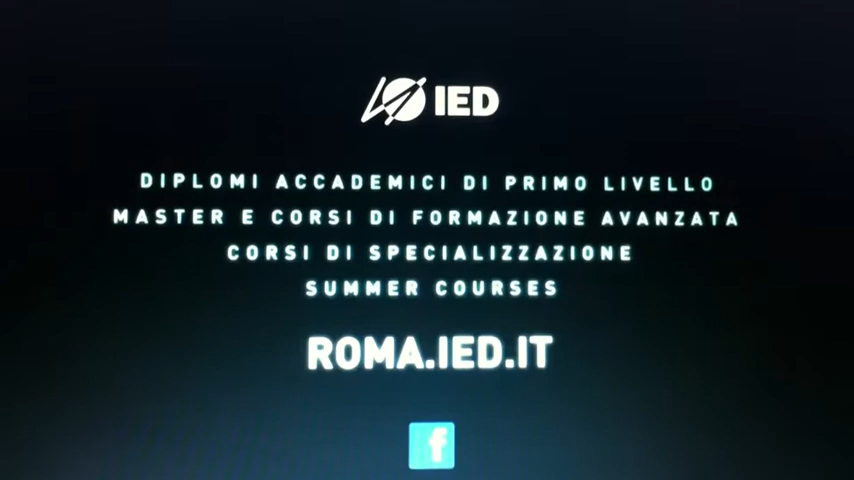 IED
DIPLOMI ACCADEMICI DI PRIMO LIVELLO
MASTER E CORSI DI FORMAZIONE AVANZATA
CORSI DI SPECIALIZZAZIONE
SUMMER COURSES
ROMA.IED.IT
f